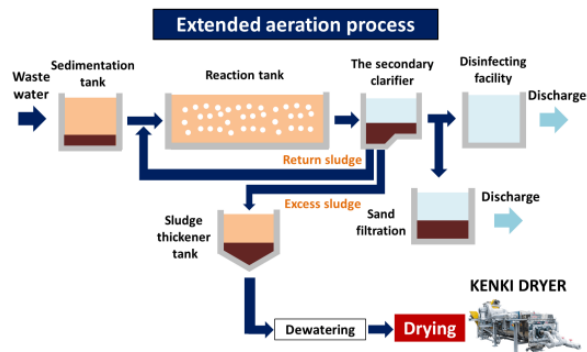 Extended aeration process
Waste
water
Sedimentation
tank
Reaction tank
The secondary
clarifier
Disinfecting
facility
Discharge
Return sludge
Excess sludge
Sludge
thickener
tank
Sand
filtration
Discharge
KENKI DRYER
Dewatering
Drying